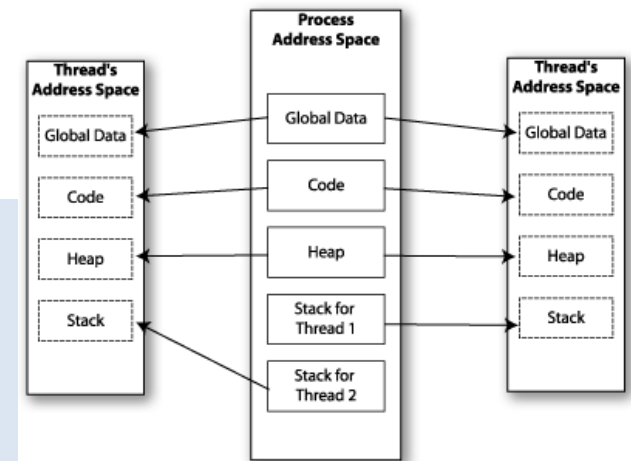 Thread's
Address Space
Global Data
Code
Heap
Stack
Process
Address Space
Global Data
Code
Heap
Stack for
Thread 1
Stack for
Thread 2
Thread's
Address Space
Global Data
Code
Heap
Stack